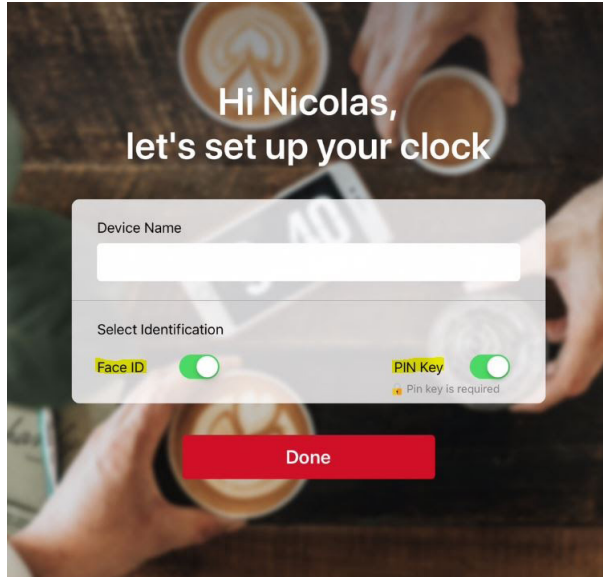 Hi Nicolas,
let's set up your clock
Device Name
Select Identification
Face ID
PIN Key
Pin key is required
Done